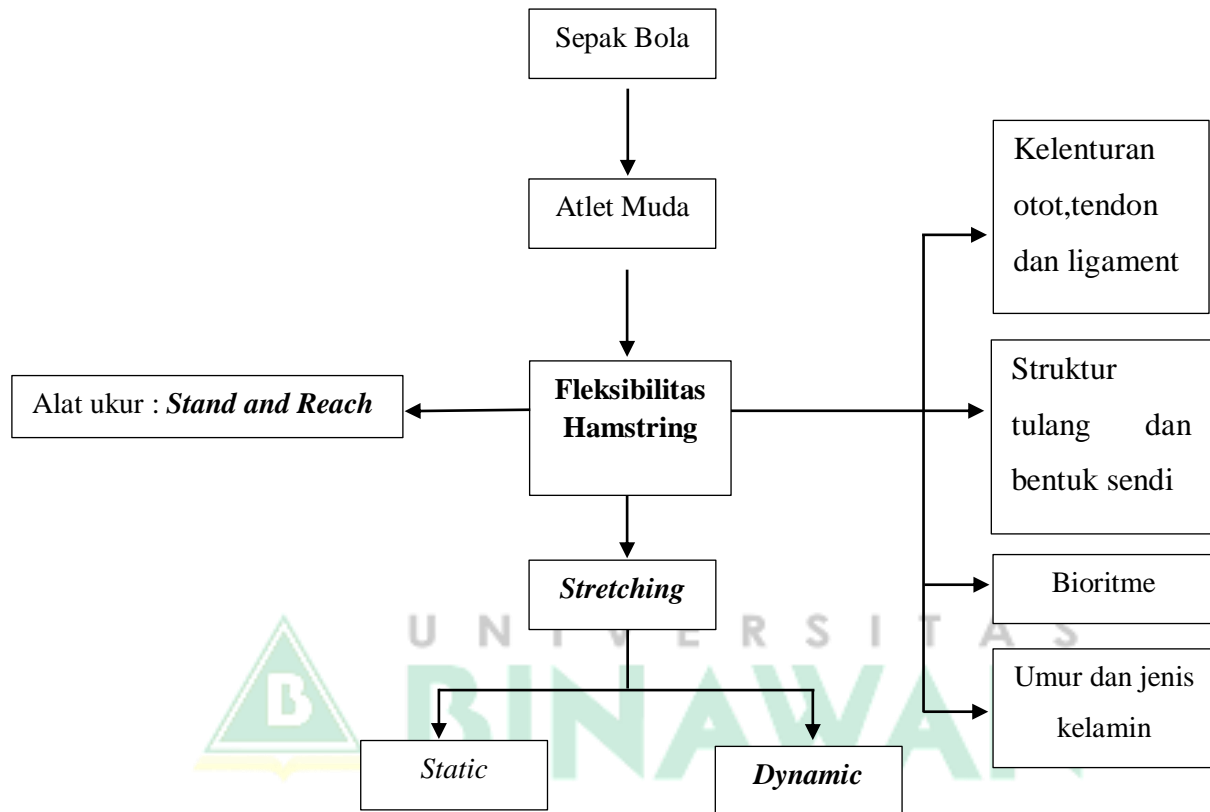 Sepak Bola
Atlet Muda
Kelenturan
otot,tendon
dan ligament
Alat ukur : Stand and Reach
Fleksibilitas
Hamstring
Struktur
tulang dan
bentuk sendi
Stretching
Bioritme
Umur dan jenis
kelamin
Static
Dynamic
UNIVERSITAS
B
BINAWAN